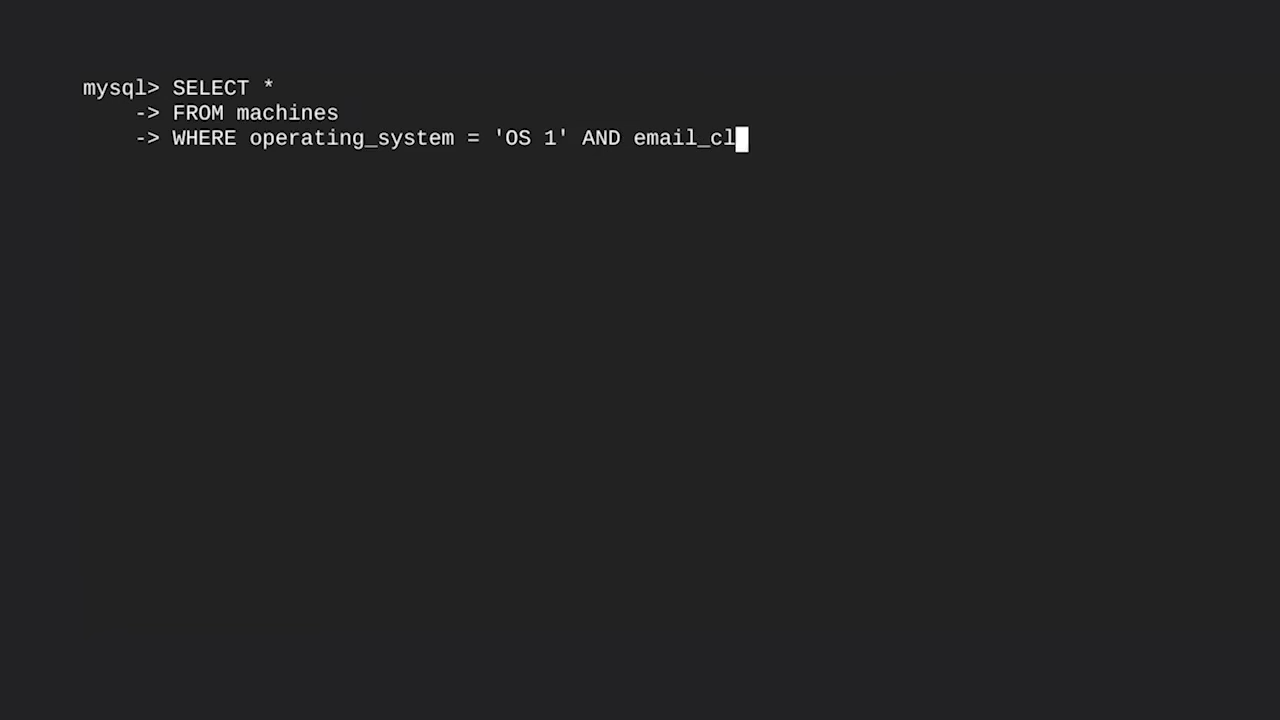 mysql> SELECT *
-> FROM machines
-> WHERE operating_system = 'OS 1' AND email_cl